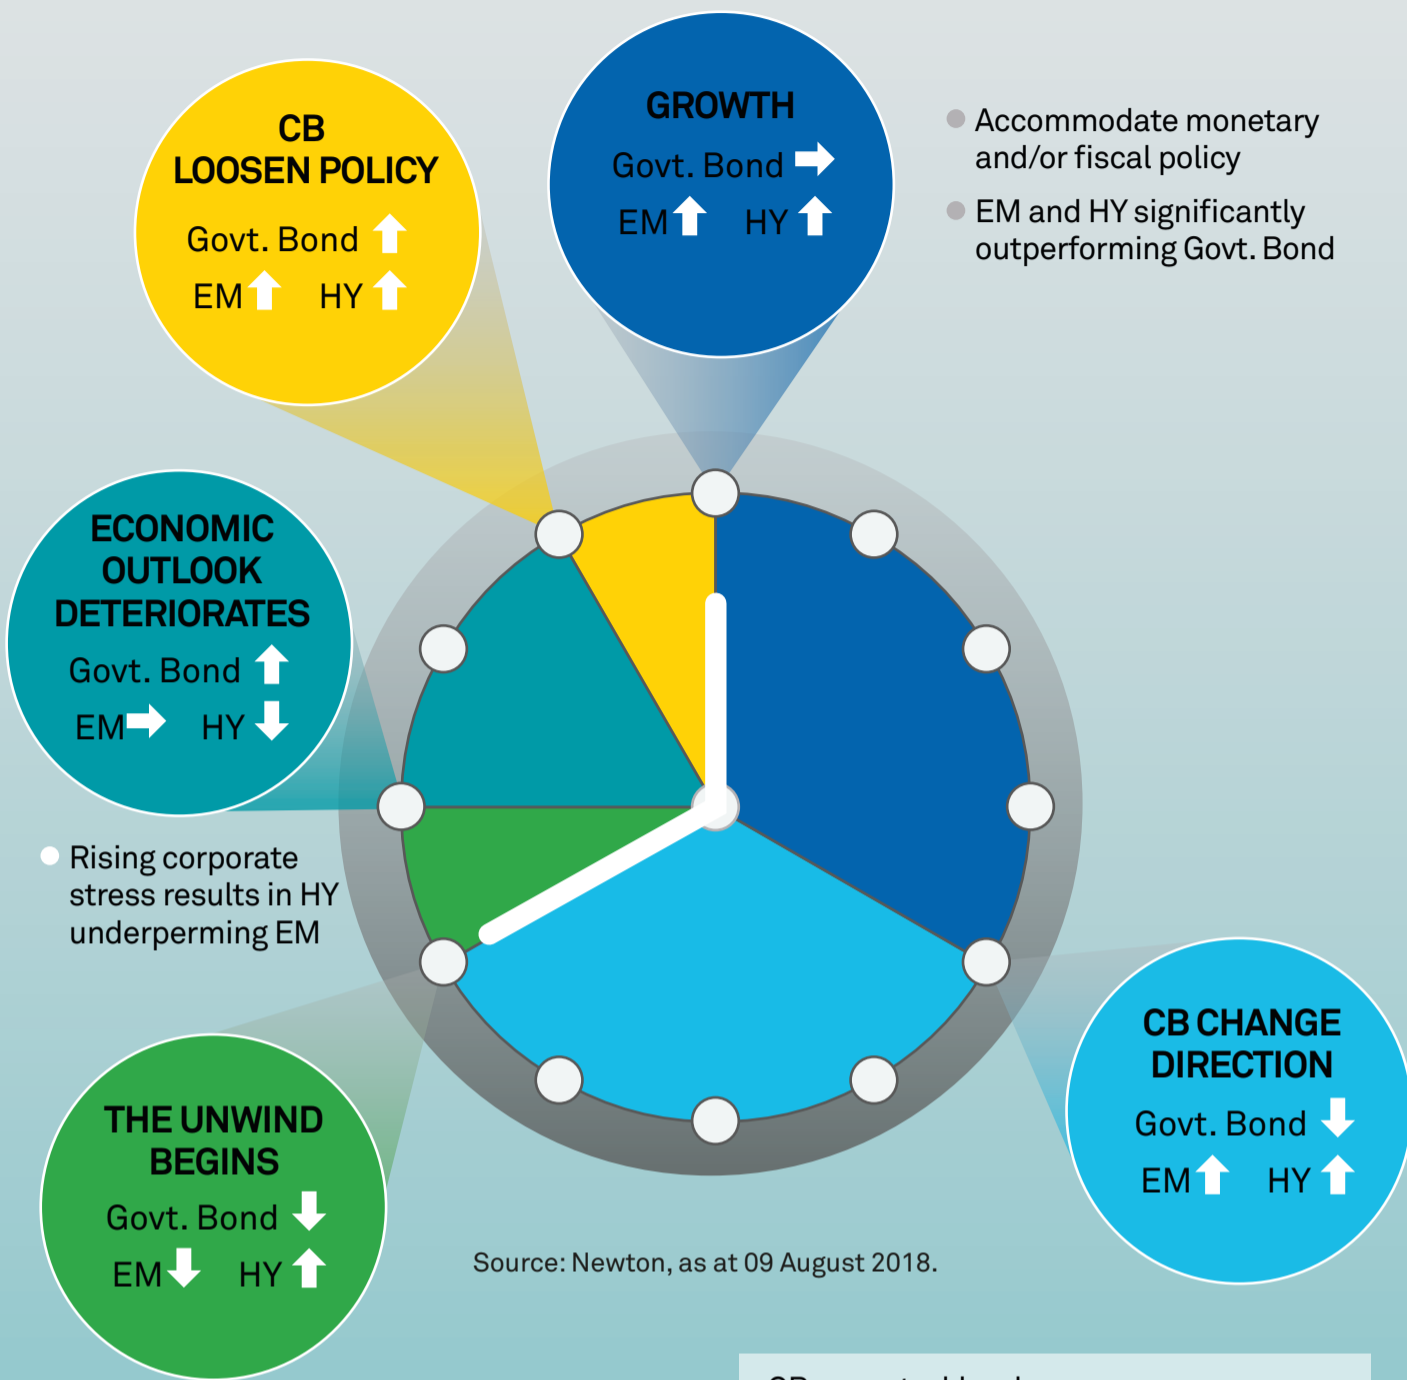 CB
LOOSEN POLICY
Govt. Bond
EM HY
GROWTH
Govt. Bond
EM HY
Accommodate monetary
and/or fiscal policy
EM and HY significantly
outperforming Govt. Bond
ECONOMIC
OUTLOOK
DETERIORATES
Govt. Bond
EM HY
Rising corporate
stress results in HY
underperming EM
CB CHANGE
DIRECTION
Govt. Bond
EM HY
THE UNWIND
BEGINS
Govt. Bond
EM HY
Source: Newton, as at 09 August 2018.